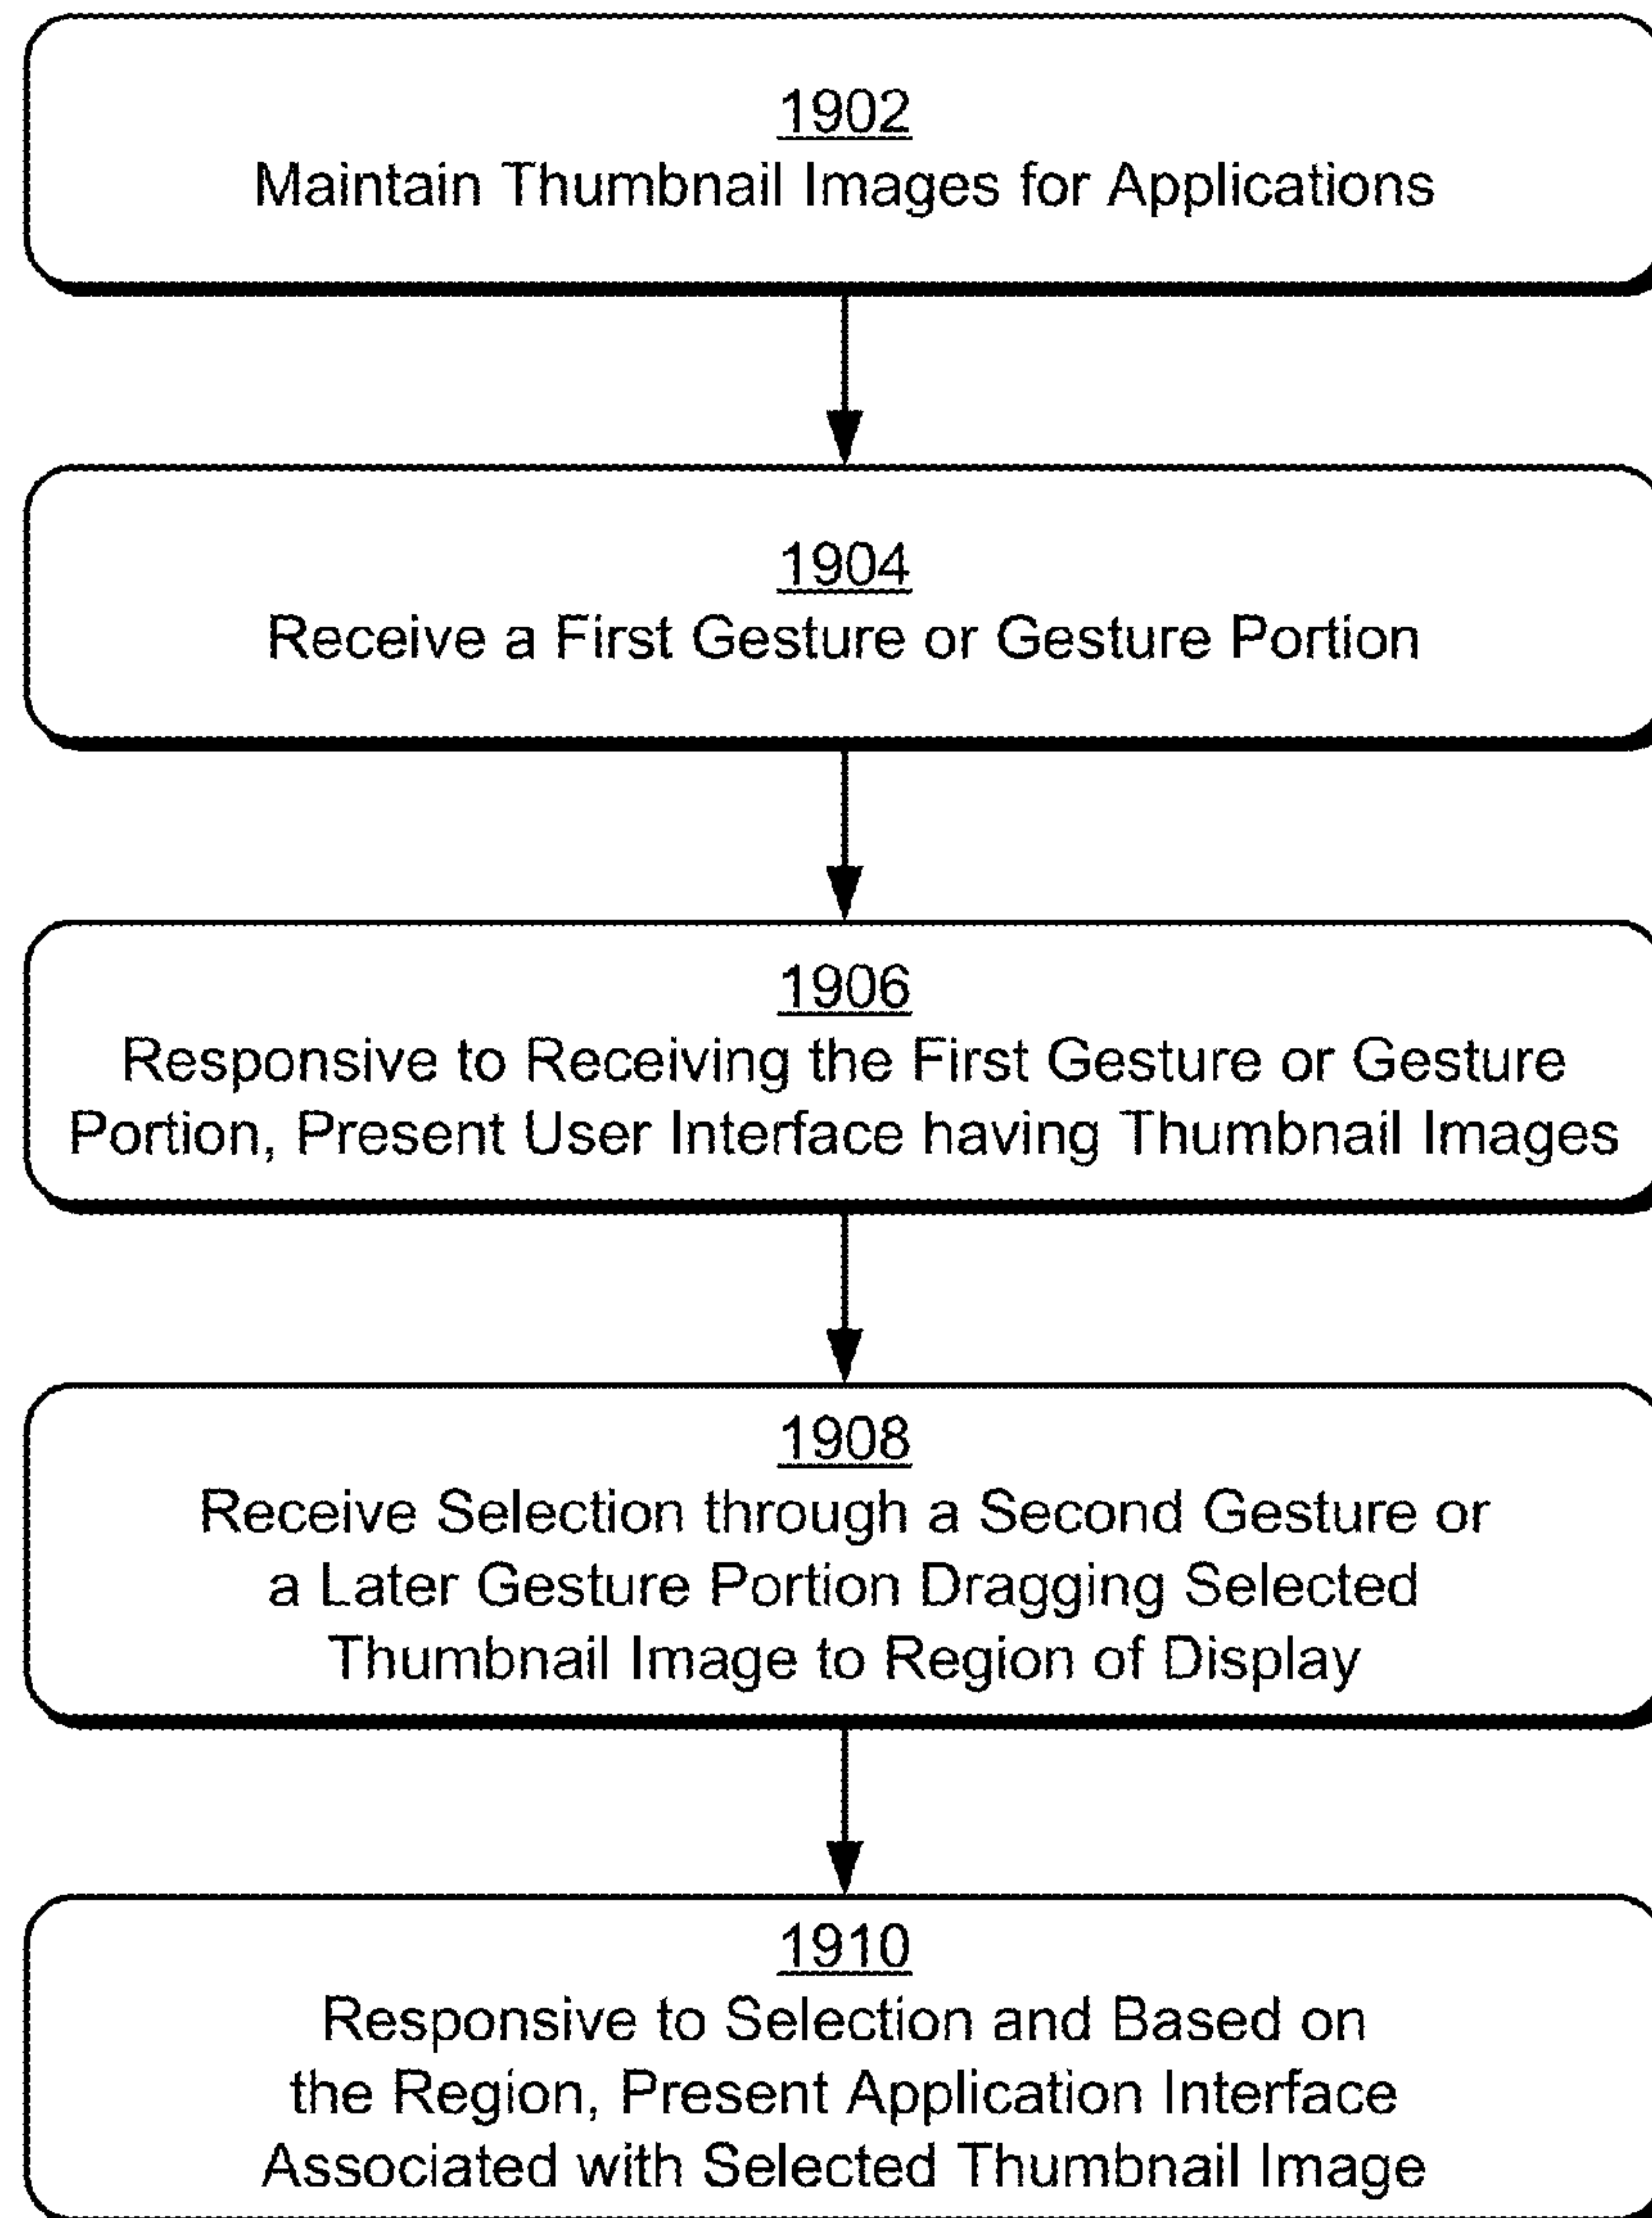 1902
Maintain Thumbnail Images for Applications
1904
Receive a First Gesture or Gesture Portion
1906
Responsive to Receiving the First Gesture or Gesture
Portion, Present User Interface having Thumbnail Images
1908
Receive Selection through a Second Gesture or
a Later Gesture Portion Dragging Selected
Thumbnail Image to Region of Display
1910
Responsive to Selection and Based on
the Region, Present Application Interface
Associated with Selected Thumbnail Image